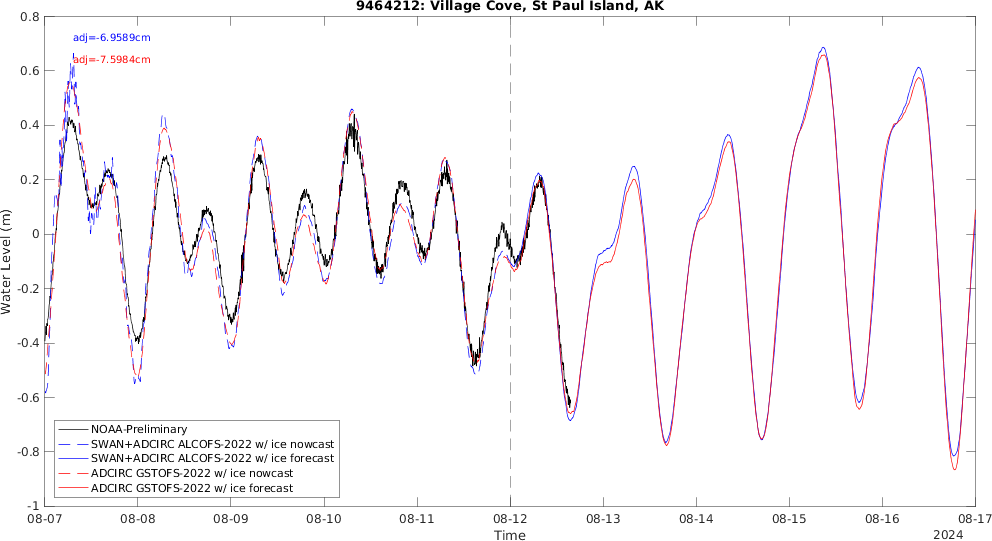 9464212: Village Cove, St Paul Island, AK
0.8
adj=-6.9589cm
adj=-7.5984cm
0.6
0.4
0.2
0
-0.2
-0.4
-0.6
-0.8
-1
Water Level (m)
NOAA-Preliminary
SWAN+ADCIRC ALCOFS-2022 w/ ice nowcast
SWAN+ADCIRC ALCOFS-2022 w/ ice forecast
ADCIRC GSTOFS-2022 w/ ice nowcast
ADCIRC GSTOFS-2022 w/ ice forecast
08-07 08-08 08-09 08-10 08-11 08-12 08-13 08-14 08-15 08-16 08-17
Time
2024